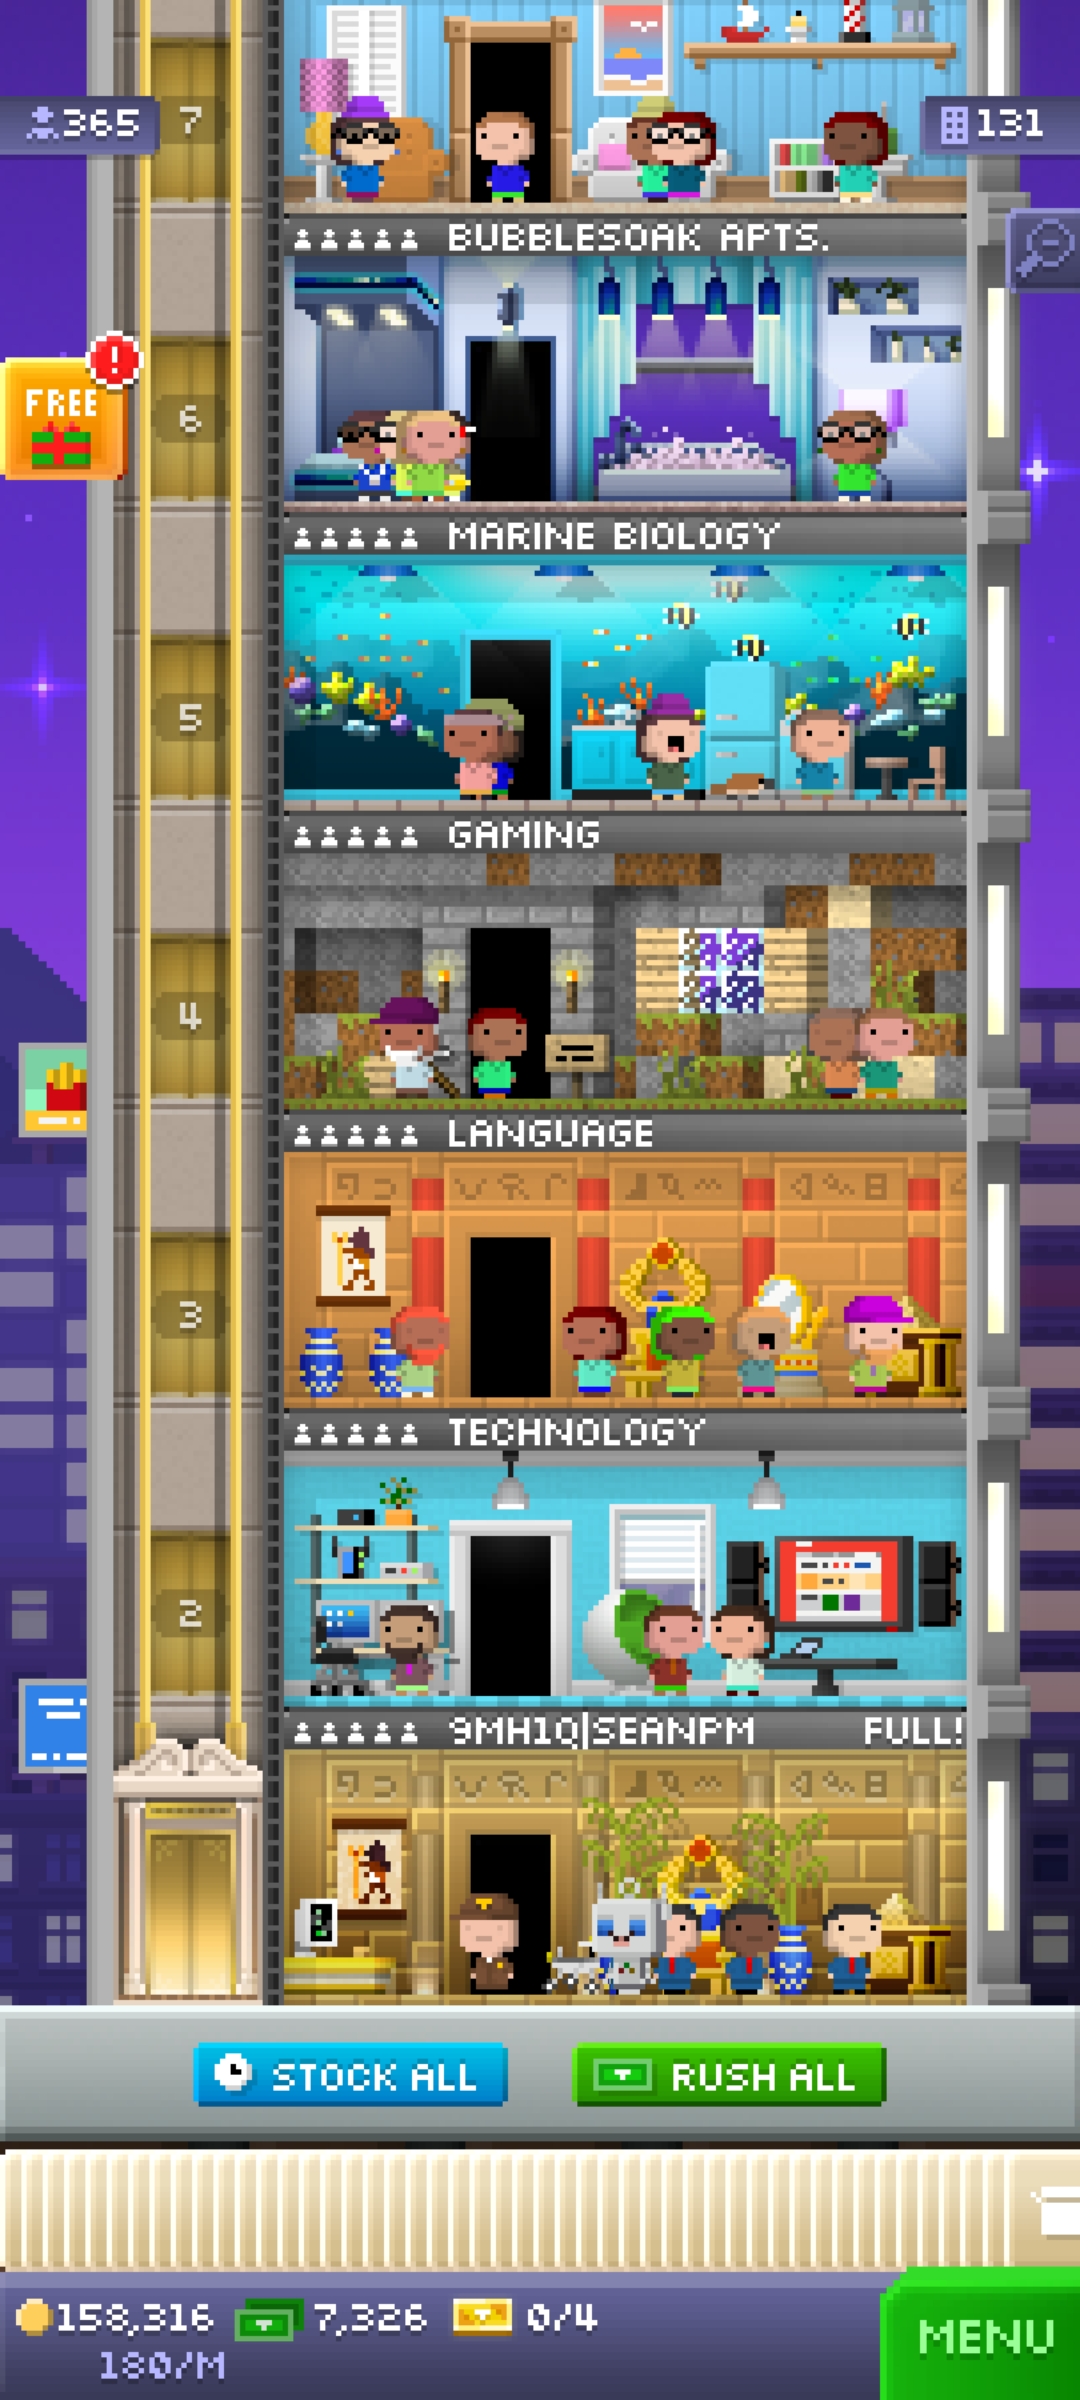 7
365
131
BUBBLESOAK APTS.
FREE
!
6
MARINE BIOLOGY
5
GAMING
4
LANGUAGE
3
TECHNOLOGY
2
9MH1Q|SEANPM FULL!
STOCK ALL
RUSH ALL
158,316 7,326 0/4
180/M
MENU